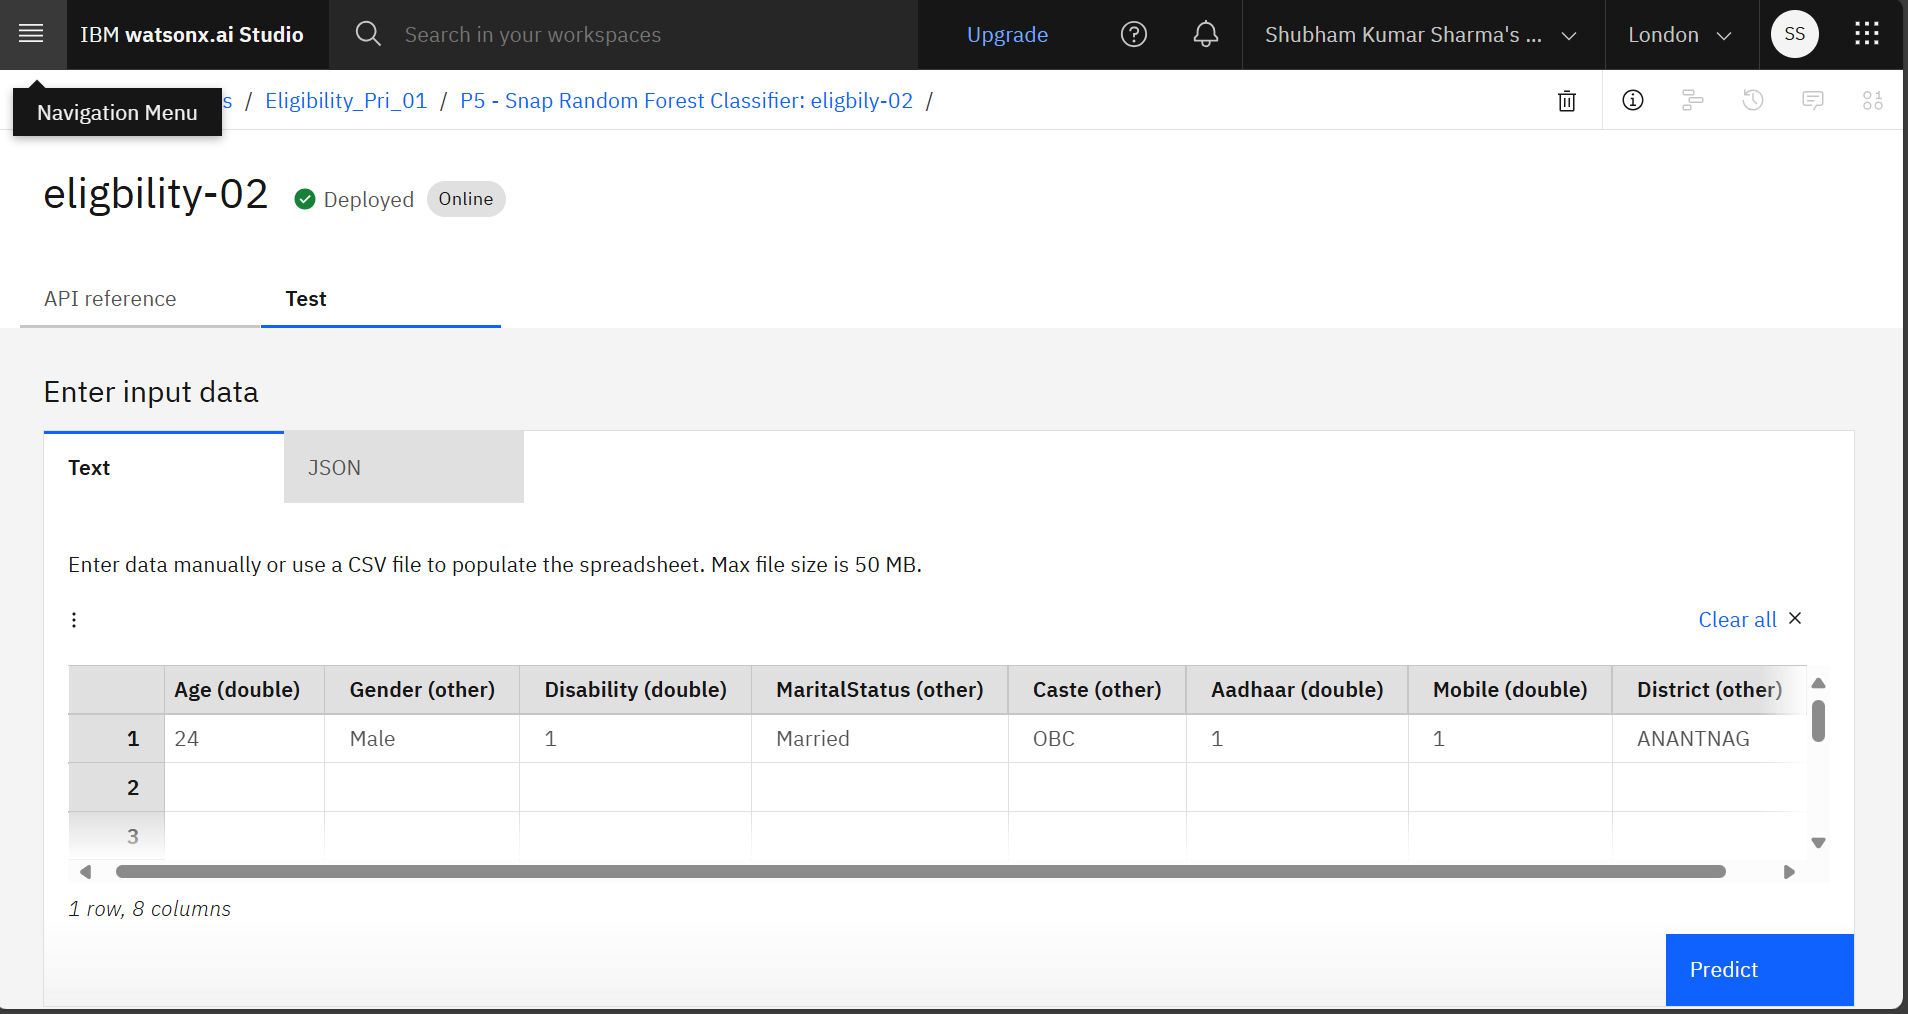 IBM watsonx.ai Studio Search in your workspaces Upgrade Shubham Kumar Sharma's ... London SS
Navigation Menu s / Eligibility_Pri_01 / P5 - Snap Random Forest Classifier: eligbily-02 /
eligbility-02 Deployed Online
API reference Test
Enter input data
Text JSON
Enter data manually or use a CSV file to populate the spreadsheet. Max file size is 50 MB.
Clear all
Age (double) Gender (other) Disability (double) MaritalStatus (other) Caste (other) Aadhaar (double) Mobile (double) District (other)
1 24 Male 1 Married OBC 1 1 ANANTNAG
2
3
1 row, 8 columns
Predict